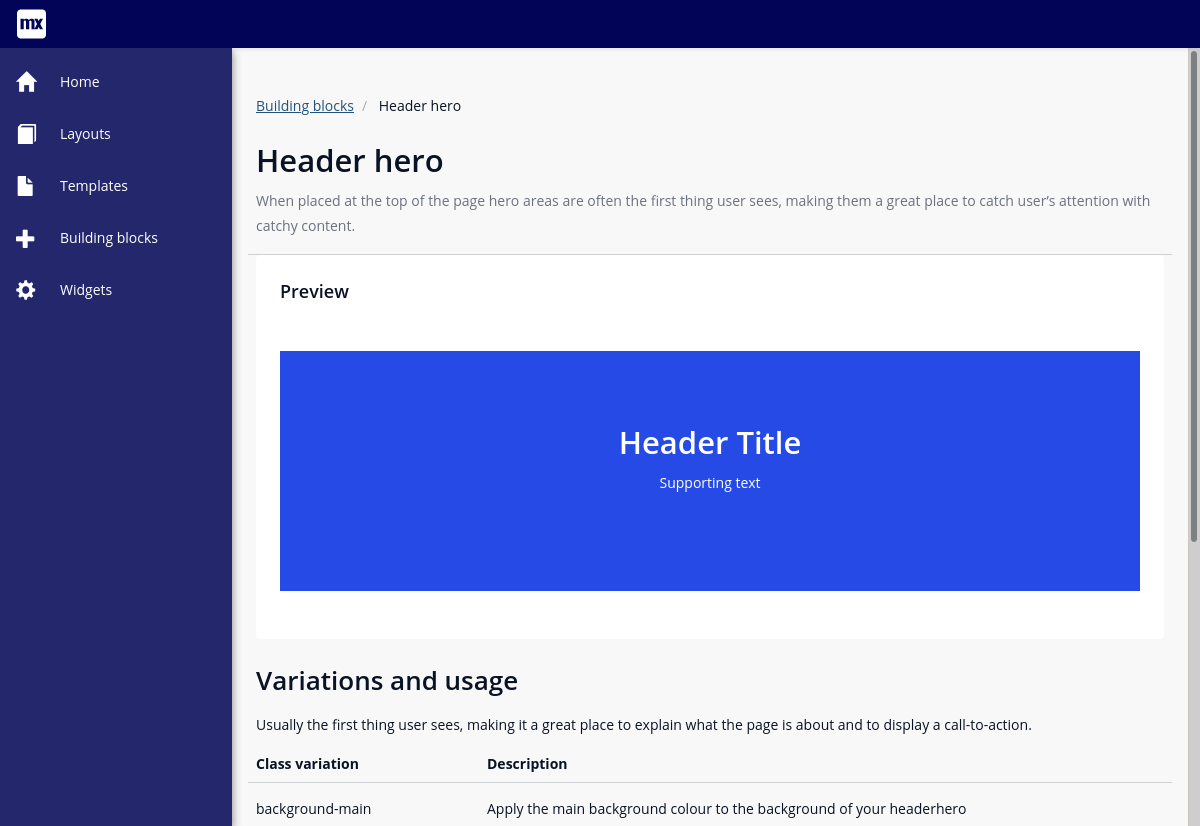 mx
Home
Layouts
Templates
Building blocks
Widgets
Building blocks / Header hero
Header hero
When placed at the top of the page hero areas are often the first thing user sees, making them a great place to catch user’s attention with
catchy content.
Preview
Header Title
Supporting text
Variations and usage
Usually the first thing user sees, making it a great place to explain what the page is about and to display a call-to-action.
Class variation Description
background-main Apply the main background colour to the background of your headerhero